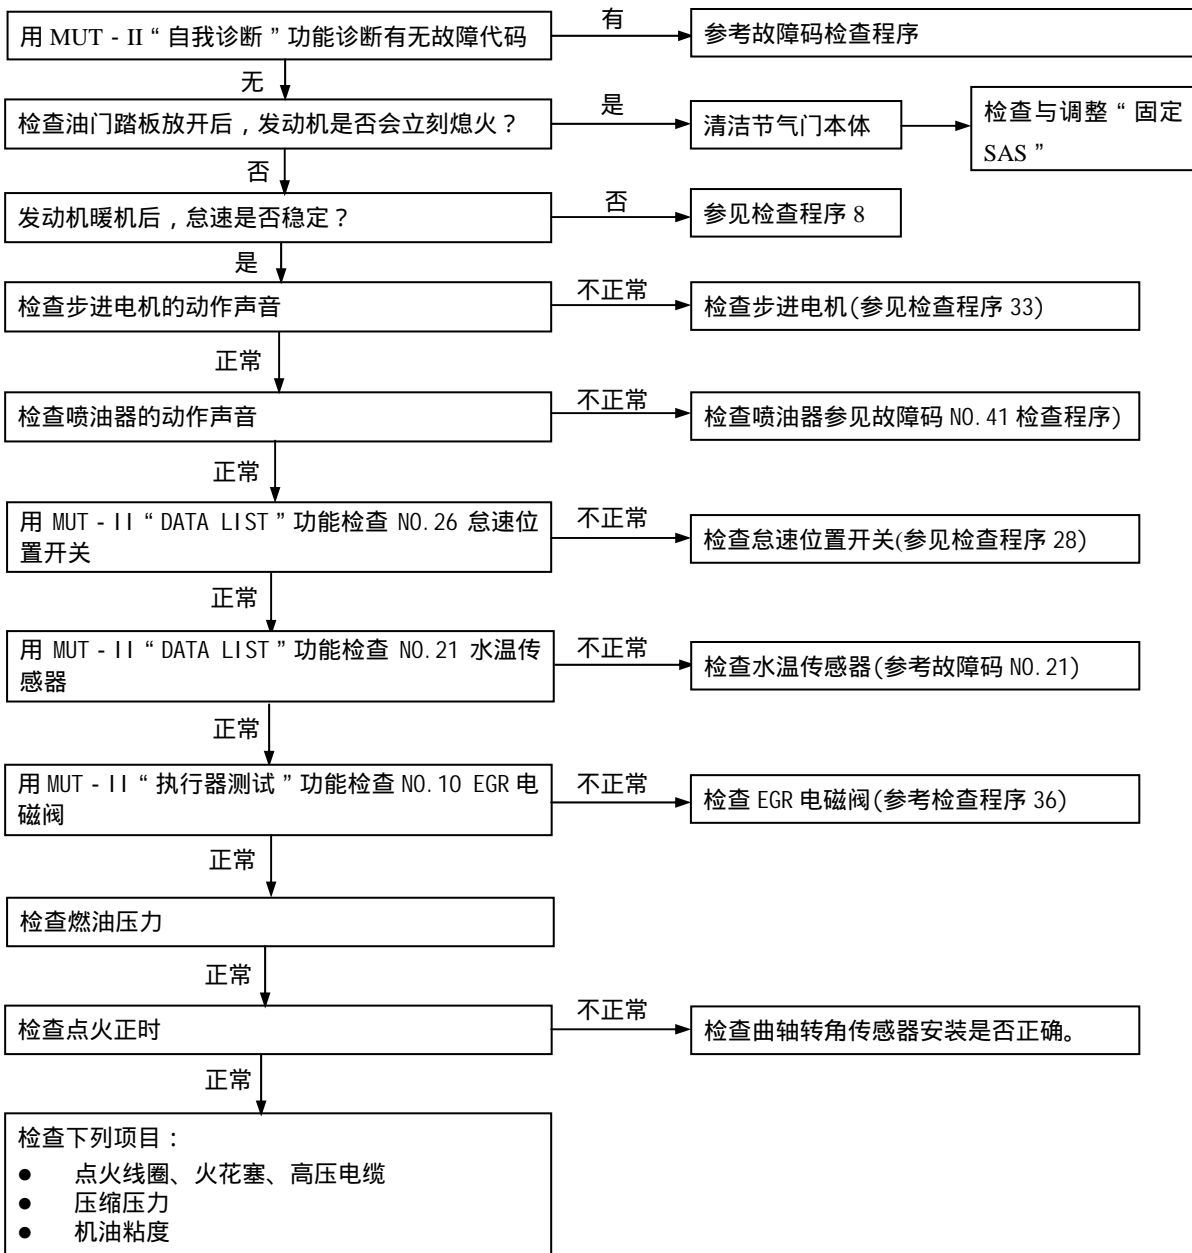 用 MUT - II “ 自我诊断 ” 功能诊断有无故障代码
有
参考故障码检查程序
无
检查油门踏板放开后 , 发动机是否会立刻熄火 ?
是
清洁节气门本体
检查与调整 “ 固定
SAS ”
否
发动机暖机后 , 怠速是否稳定 ?
否
参见检查程序 8
是
检查步进电机的动作声音
不正常
检查步进电机(参见检查程序 33)
正常
检查喷油器的动作声音
不正常
检查喷油器参见故障码 NO.41 检查程序)
正常
用 MUT - II “ DATA LIST ” 功能检查 NO.26 怠速位
置开关
不正常
检查怠速位置开关(参见检查程序 28)
正常
用 MUT - II “ DATA LIST ” 功能检查 NO.21 水温传
感器
不正常
检查水温传感器(参考故障码 NO.21)
正常
用 MUT - II “ 执行器测试 ” 功能检查 NO.10 EGR 电
磁阀
不正常
检查 EGR 电磁阀(参考检查程序 36)
正常
检查燃油压力
正常
检查点火正时
不正常
检查曲轴转角传感器安装是否正确。
正常
检查下列项目 :
● 点火线圈、火花塞、高压电缆
● 压缩压力
● 机油粘度